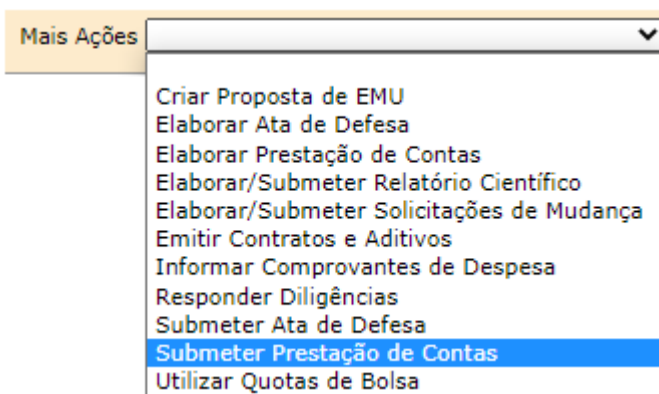 Mais Ações
Criar Proposta de EMU
Elaborar Ata de Defesa
Elaborar Prestação de Contas
Elaborar/Submeter Relatório Científico
Elaborar/Submeter Solicitações de Mudança
Emitir Contratos e Aditivos
Informar Comprovantes de Despesa
Responder Diligências
Submeter Ata de Defesa
Submeter Prestação de Contas
Utilizar Quotas de Bolsa